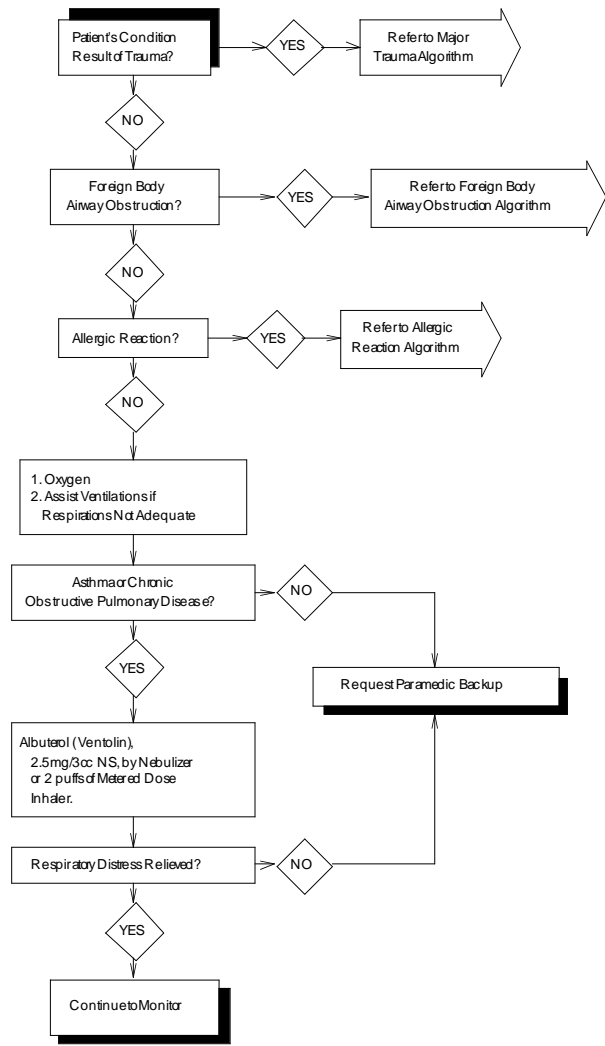 Patient's Condition
Result of Trauma?
YES
Refer to Major
Trauma Algorithm
NO
Foreign Body
Airway Obstruction?
YES
Refer to Foreign Body
Airway Obstruction Algorithm
NO
Allergic Reaction?
YES
Refer to Allergic
Reaction Algorithm
NO
1. Oxygen
2. Assist Ventilations if
Respirations Not Adequate
Asthma or Chronic
Obstructive Pulmonary Disease?
NO
YES
Request Paramedic Backup
Albuterol (Ventolin),
2.5mg/3cc NS, by Nebulizer
or 2 puffs of Metered Dose
Inhaler.
Respiratory Distress Relieved?
NO
YES
Continue to Monitor